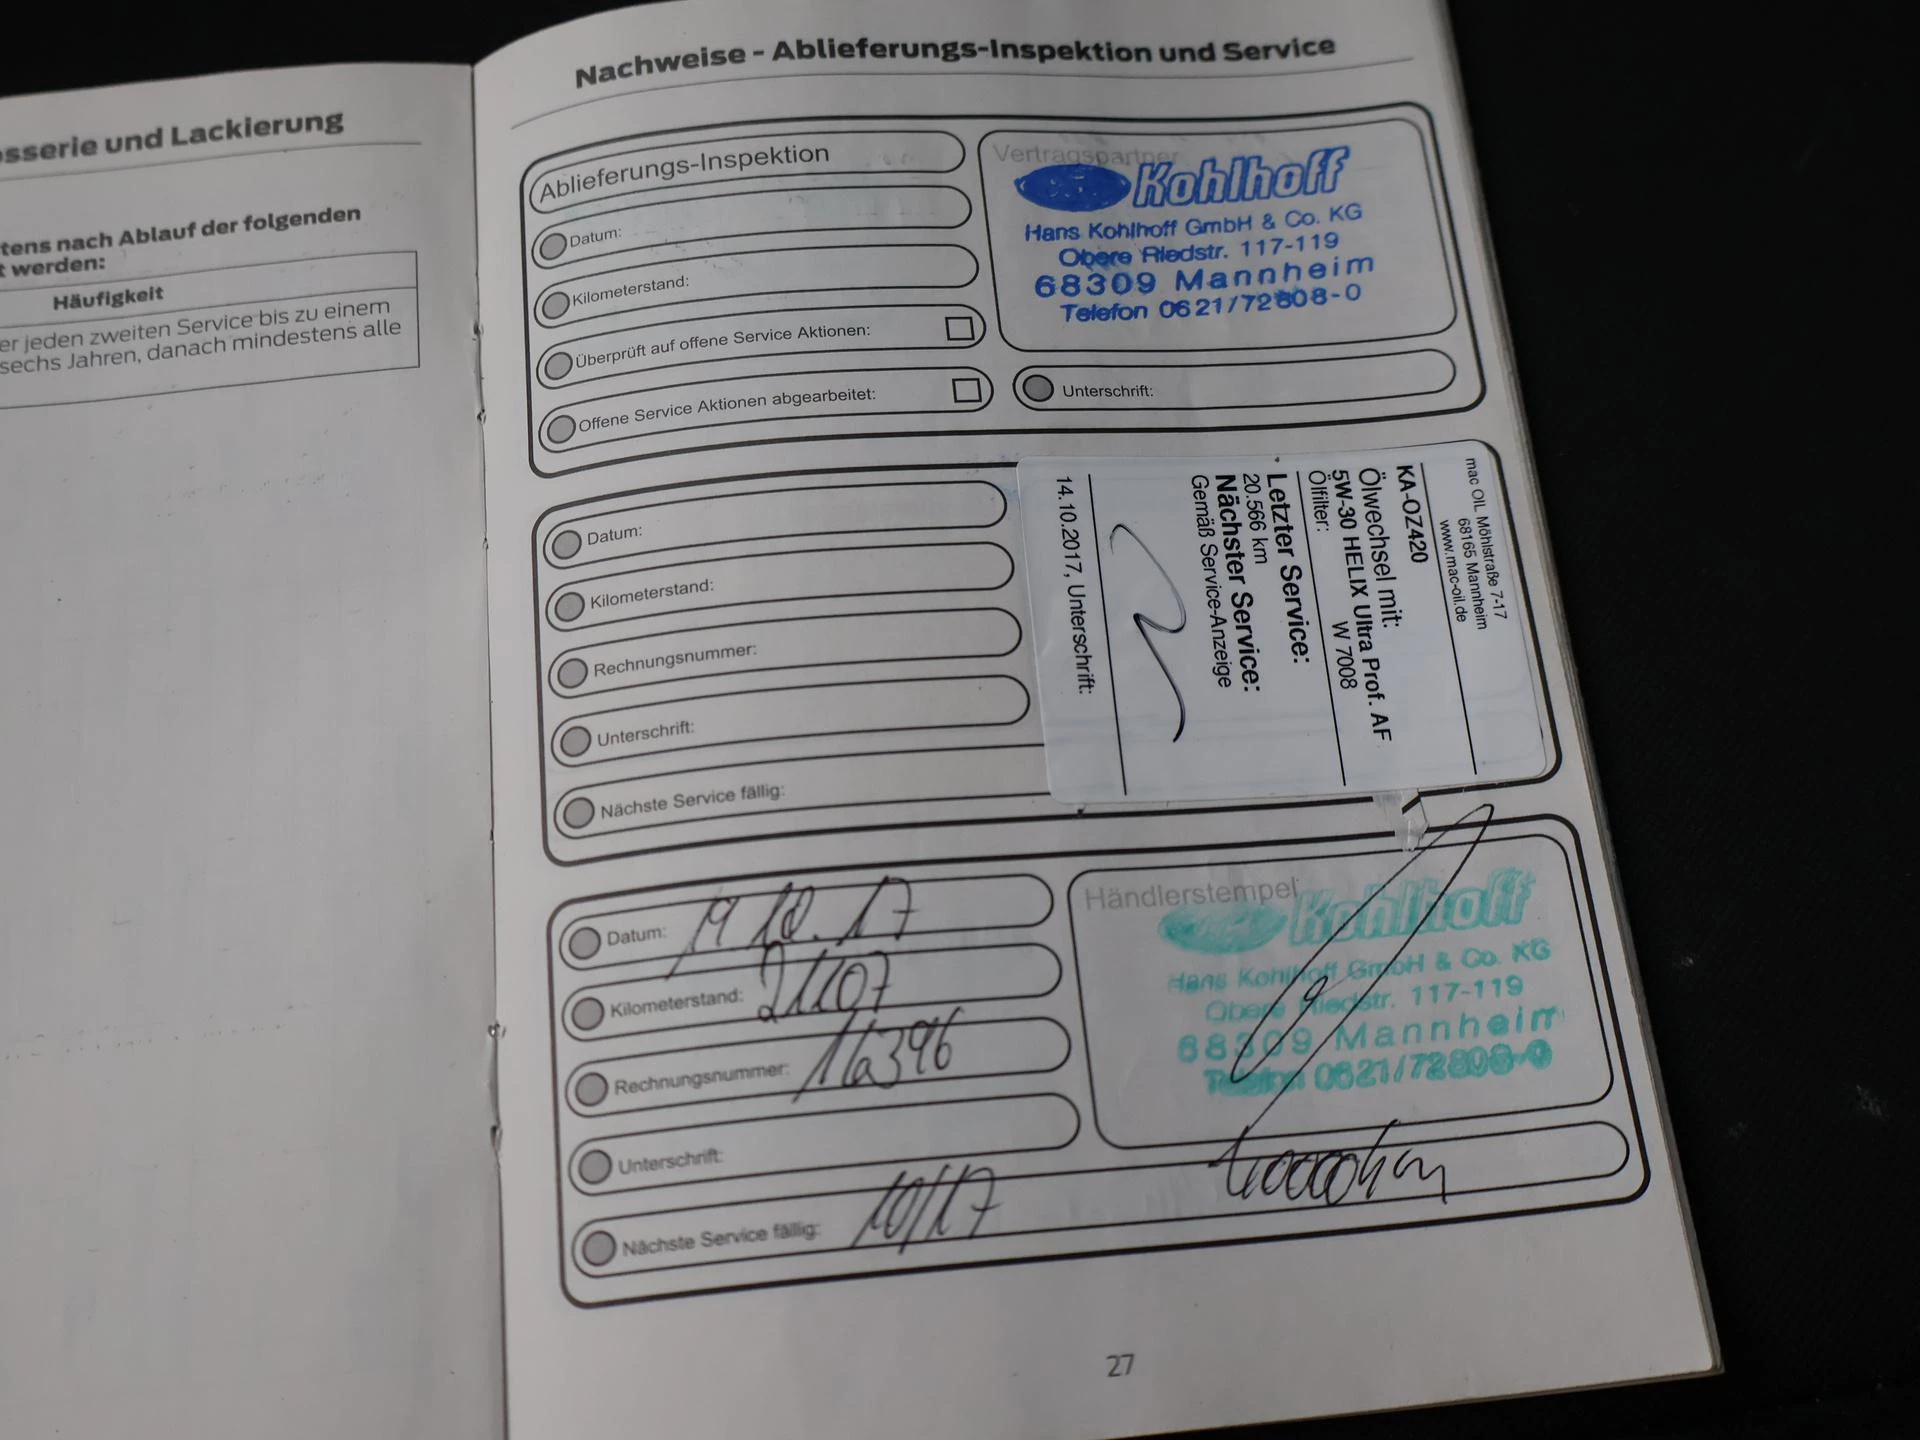 osserie und Lackierung
tens nach Ablauf der folgenden
t werden:
Häufigkeit
er jeden zweiten Service bis zu einem
sechs Jahren, danach mindestens alle
Nachweise - Ablieferungs-Inspektion und Service
Ablieferungs-Inspektion
Datum:
Kilometerstand:
Überprüft auf offene Service Aktionen:
Offene Service Aktionen abgearbeitet:
Vertragspartner
Kohlhoff
Hans Kohlhoff GmbH & Co. KG
Obere Riedstr. 117-119
68309 Mannheim
Telefon 0621/72808-0
Unterschrift:
Datum:
Kilometerstand:
Rechnungsnummer:
Unterschrift:
Nächste Service fällig:
mac OIL Möhlstraße 7-17
68165 Mannheim
www.mac-oil.de
KA-OZ420
Ölwechsel mit:
5W-30 HELIX Ultra Prof. AF
Ölfilter: W 7008
Letzter Service:
20.566 km
Nächster Service:
Gemäß Service-Anzeige
14.10.2017, Unterschrift:
Datum: 19 10. 17
Kilometerstand: 21107
Rechnungsnummer: 16396
Unterschrift:
Nächste Service fällig: 10/17
Händlerstempel
Kohlhoff
Hans Kohlhoff GmbH & Co. KG
Obere Riedstr. 117-119
68309 Mannheim
Telefon 0621/72808-0
27